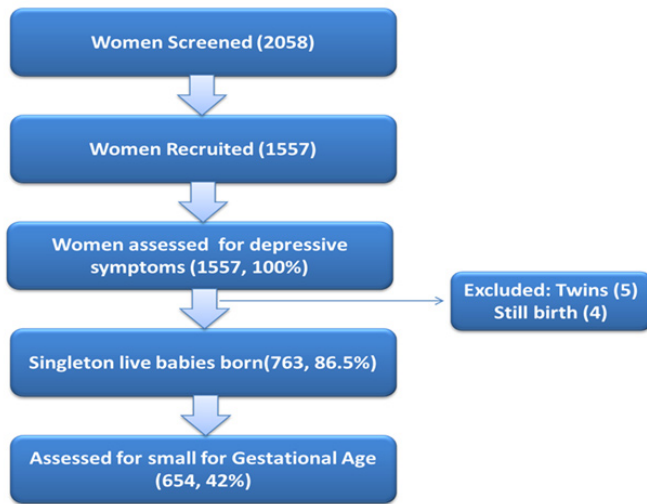 Women Screened (2058)
Women Recruited (1557)
Women assessed for depressive
symptoms (1557, 100%)
Excluded: Twins (5)
Still birth (4)
Singleton live babies born(763, 86.5%)
Assessed for small for Gestational Age
(654, 42%)